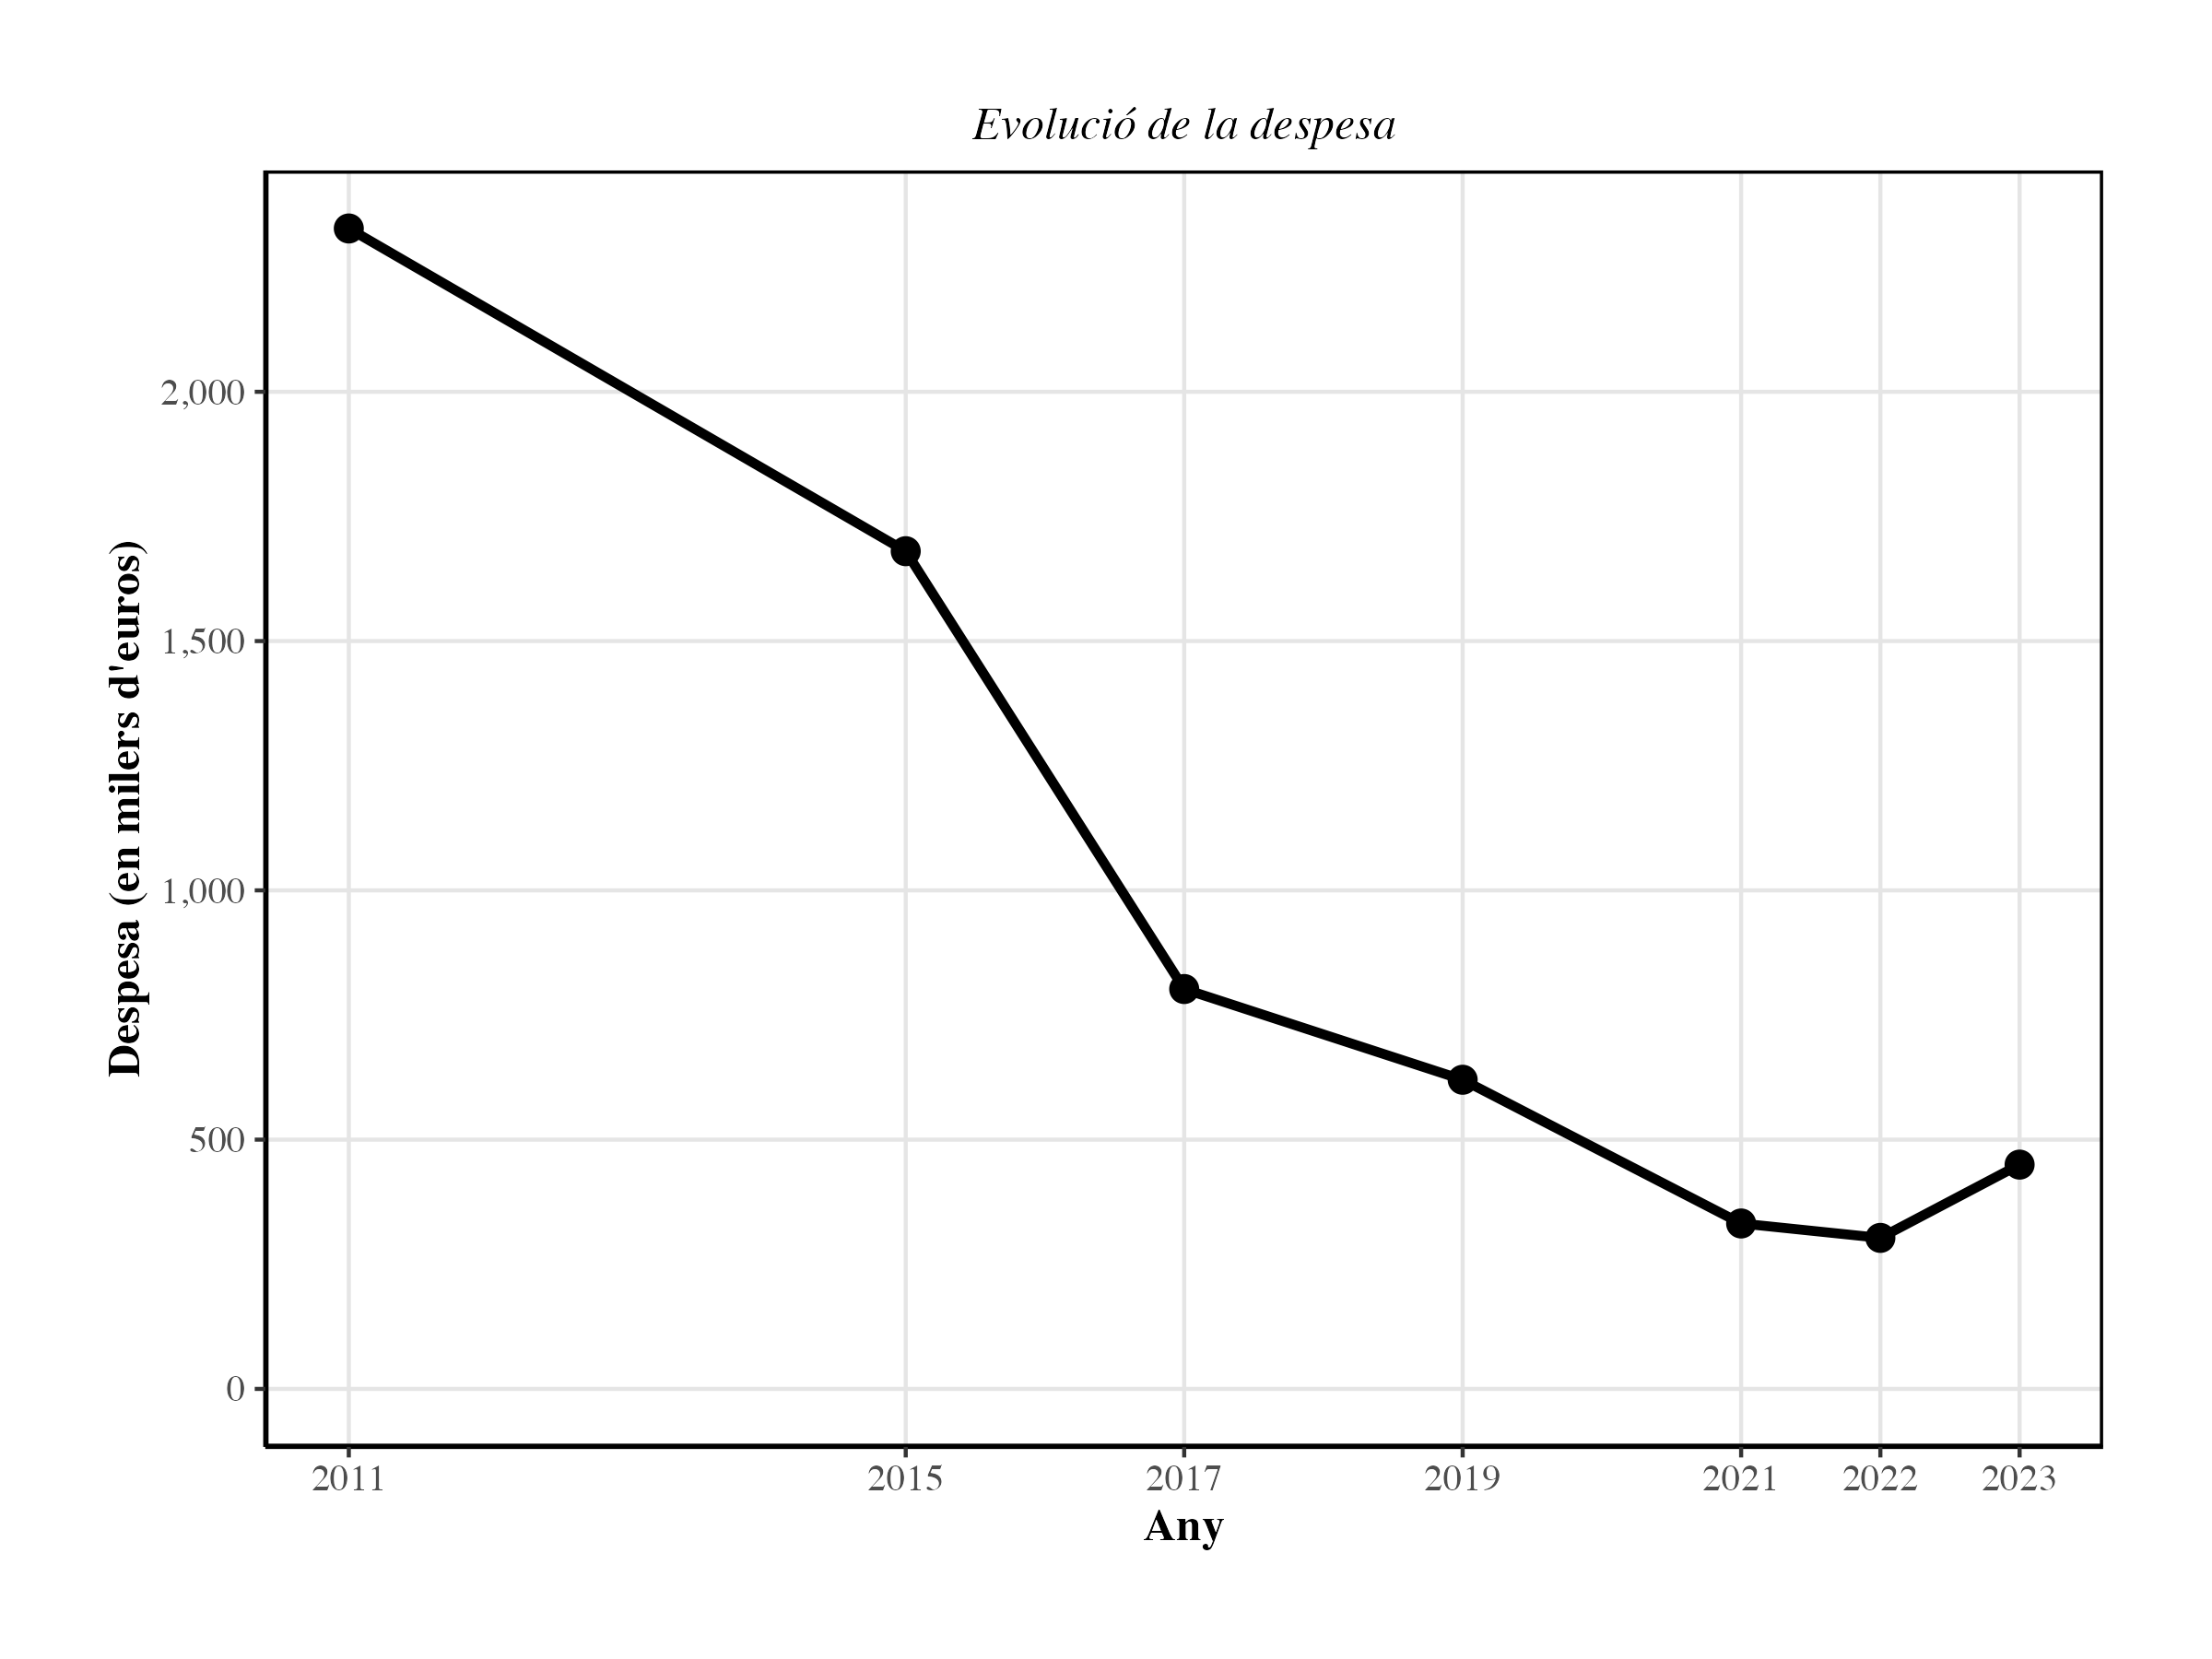 Evolució de la despesa
Despesa (en milers d'euros)
2,000
1,500
1,000
500
0
2011 2015 2017 2019 2021 2022 2023
Any